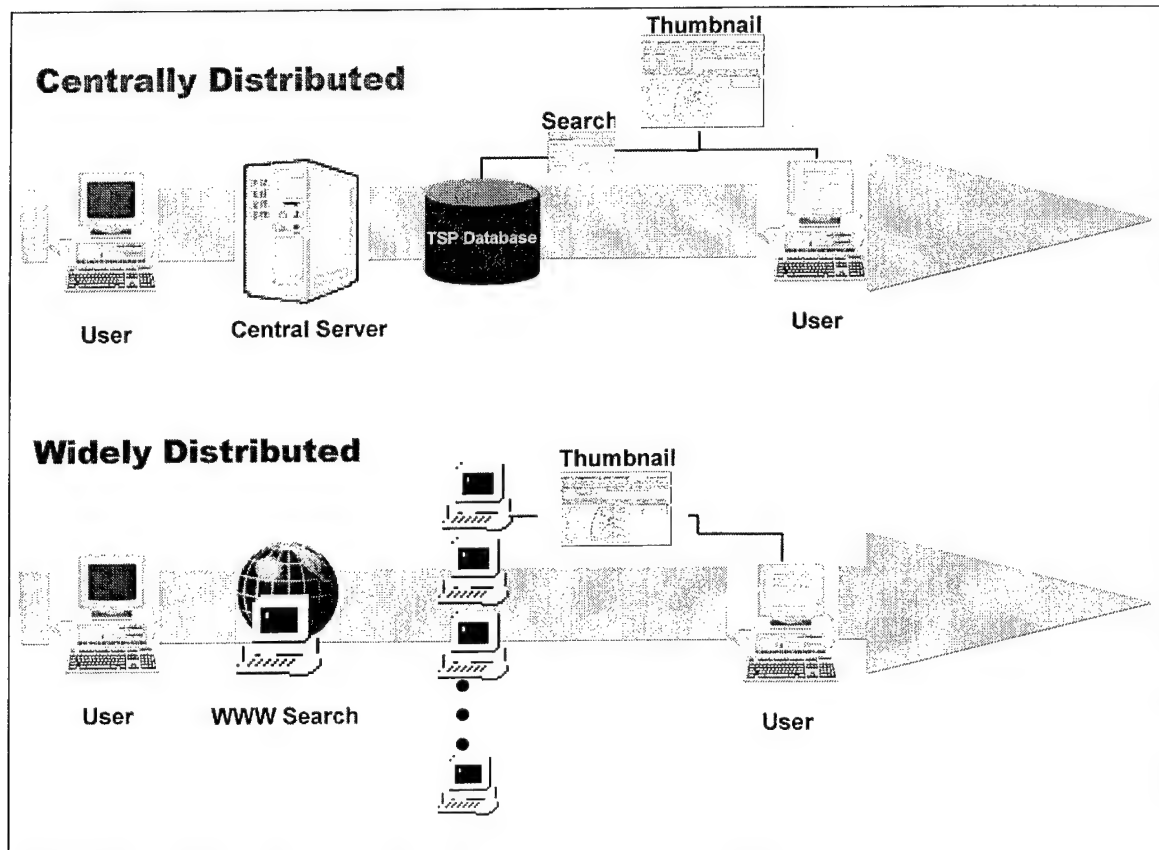 Thumbnail
Centrally Distributed
Search
TSP Database
User
Central Server
User
Widely Distributed
Thumbnail
User
WWW Search
User